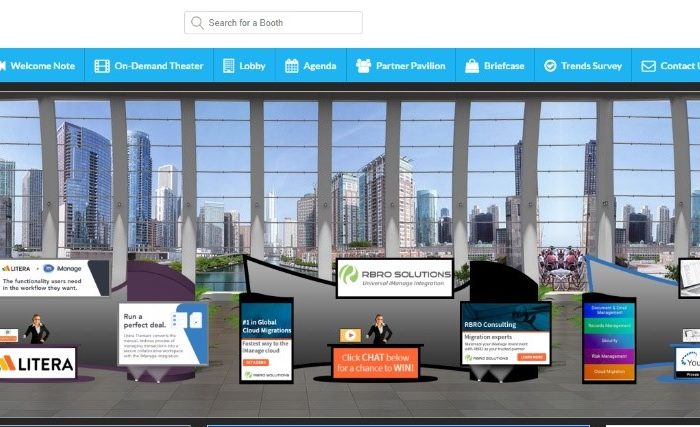 Search for a Booth
Welcome Note
On-Demand Theater
Lobby
Agenda
Partner Pavilion
Briefcase
Trends Survey
Contact
LITERA + iManage
The functionality users need
in the workflow they want.
LITERA
Run a
perfect deal.
#1 in Global
Cloud Migrations
Fastest way to the
iManage cloud
RBRO SOLUTIONS
RBRO SOLUTIONS
Universal iManage Integration.
Click CHAT below
for a chance to WIN!
RBRO Consulting
Migration experts
RBRO SOLUTIONS
LEARN MORE
Document & Email
Management
Records Management
Security
Risk Management
Cloud Migration
You